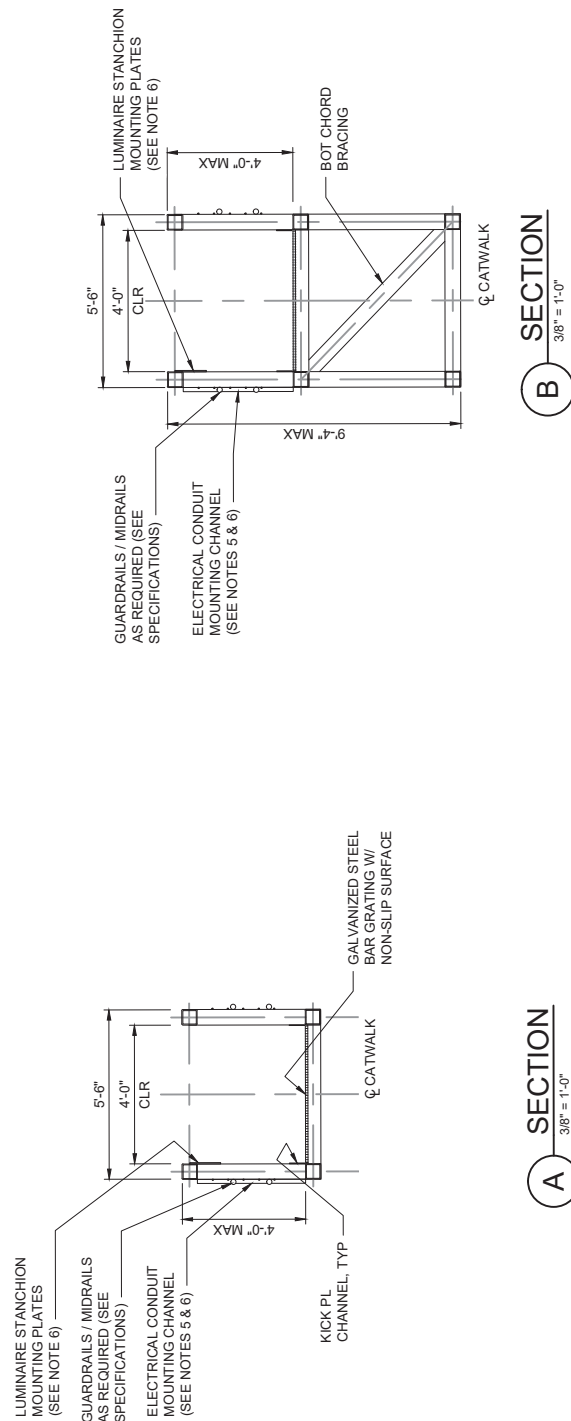 LUMINAIRE STANCHION
MOUNTING PLATES
(SEE NOTE 6)
GUARDRAILS / MIDRAILS
AS REQUIRED (SEE
SPECIFICATIONS)
ELECTRICAL CONDUIT
MOUNTING CHANNEL
(SEE NOTES 5 & 6)
KICK PL
CHANNEL, TYP
4'-0" MAX
5'-6"
4'-0"
CLR
℄ CATWALK
GALVANIZED STEEL
BAR GRATING W/
NON-SLIP SURFACE
A
SECTION
3/8" = 1'-0"
GUARDRAILS / MIDRAILS
AS REQUIRED (SEE
SPECIFICATIONS)
ELECTRICAL CONDUIT
MOUNTING CHANNEL
(SEE NOTES 5 & 6)
9'-4" MAX
5'-6"
4'-0"
CLR
4'-0" MAX
LUMINAIRE STANCHION
MOUNTING PLATES
(SEE NOTE 6)
BOT CHORD
BRACING
℄ CATWALK
B
SECTION
3/8" = 1'-0"